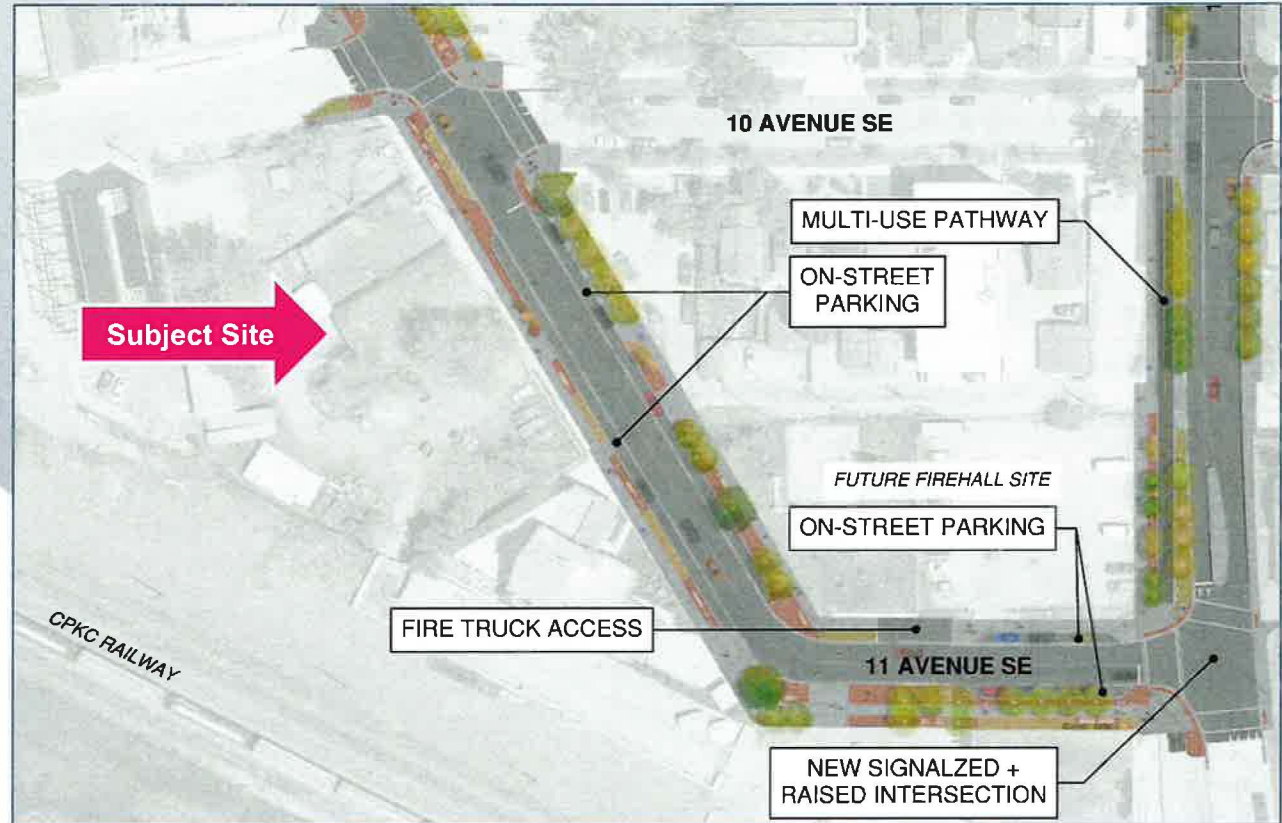 10 AVENUE SE
MULTI-USE PATHWAY
ON-STREET
PARKING
Subject Site
FUTURE FIREHALL SITE
ON-STREET PARKING
FIRE TRUCK ACCESS
CPKC RAILWAY
11 AVENUE SE
NEW SIGNALZED +
RAISED INTERSECTION